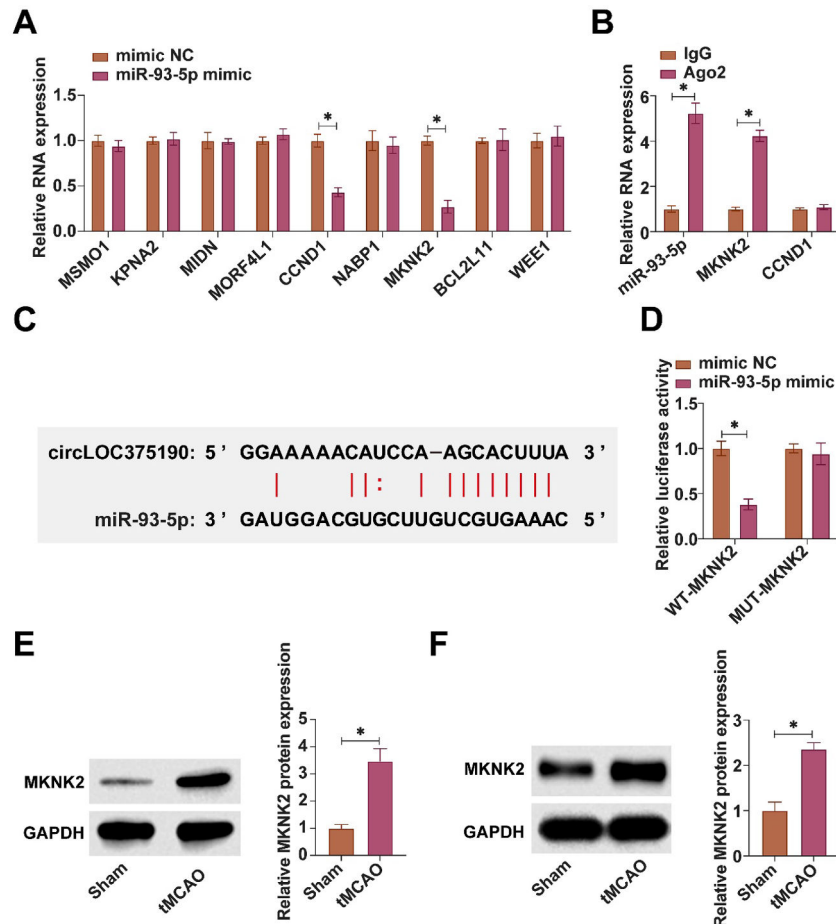 A
mimic NC
miR-93-5p mimic
Relative RNA expression
1.5
1.0
0.5
0.0
*
*
MSMO1
KPNA2
MIDN
MORF4L1
CCND1
NABP1
MKNK2
BCL2L11
WEE1
B
IgG
Ago2
Relative RNA expression
6
4
2
0
*
*
miR-93-5p
MKNK2
CCND1
C
circLOC375190: 5 ' GGAAAAACAUCCA-AGCACUUUA 3 '
miR-93-5p: 3 ' GAUGGACGUGCUUGUCGUGAAAC 5 '
D
mimic NC
miR-93-5p mimic
Relative luciferase activity
1.5
1.0
0.5
0.0
*
WT-MKNK2
MUT-MKNK2
E
MKNK2
GAPDH
Sham
tMCAO
Relative MKNK2 protein expression
5
4
3
2
1
0
*
Sham
tMCAO
F
MKNK2
GAPDH
Sham
tMCAO
Relative MKNK2 protein expression
3
2
1
0
*
Sham
tMCAO